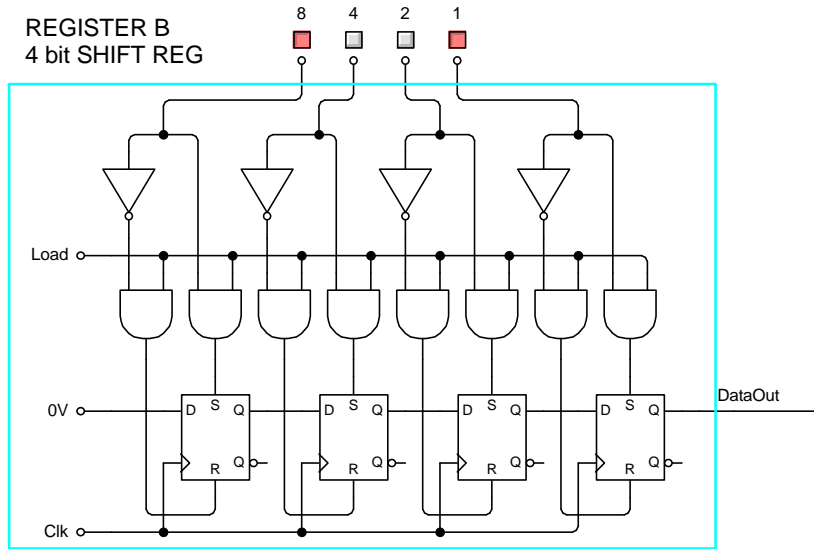 8 4 2 1
REGISTER B
4 bit SHIFT REG
Load
0V D S Q D S Q D S Q D S Q DataOut
R Q R Q R Q R Q
Clk